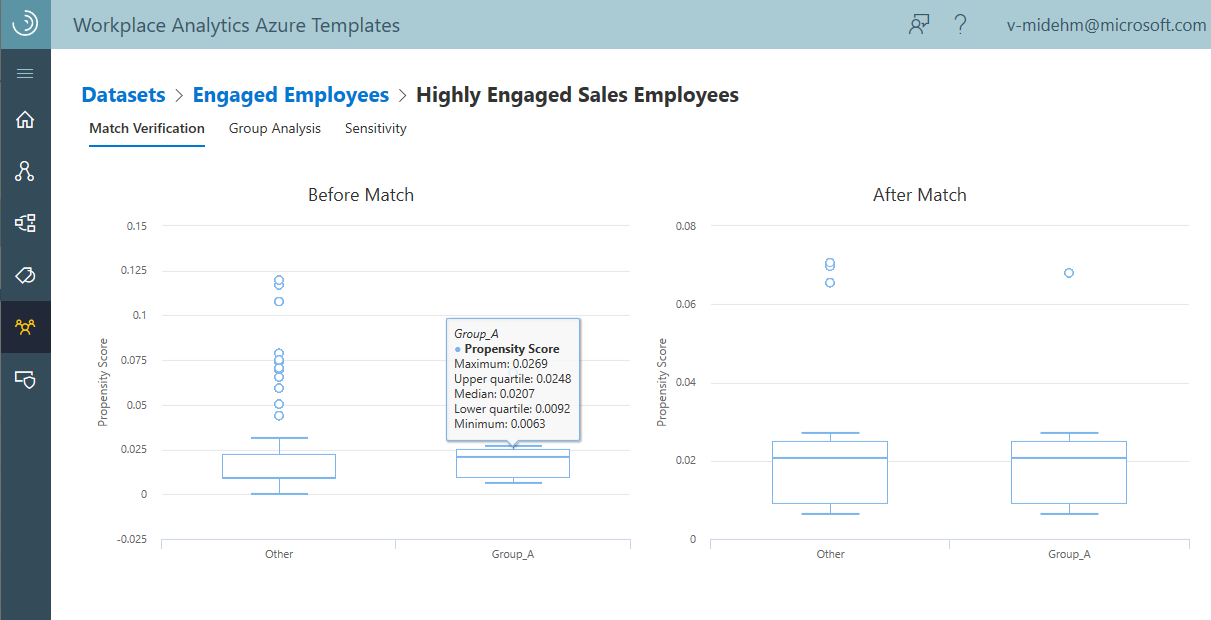 Workplace Analytics Azure Templates
v-midehm@microsoft.com
Datasets > Engaged Employees > Highly Engaged Sales Employees
Match Verification Group Analysis Sensitivity
Before Match
Propensity Score
0.15
0.125
0.1
0.075
0.05
0.025
0
-0.025
Group_A
Propensity Score
Maximum: 0.0269
Upper quartile: 0.0248
Median: 0.0207
Lower quartile: 0.0092
Minimum: 0.0063
Other
Group_A
After Match
Propensity Score
0.08
0.06
0.04
0.02
0
Other
Group_A